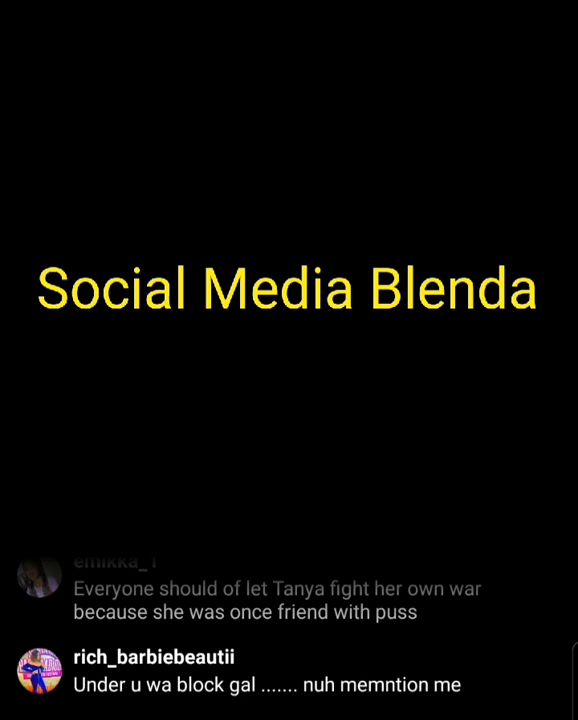 Social Media Blenda
emikka_1
Everyone should of let Tanya fight her own war
because she was once friend with puss
rich_barbiebeautii
Under u wa block gal ....... nuh memntion me